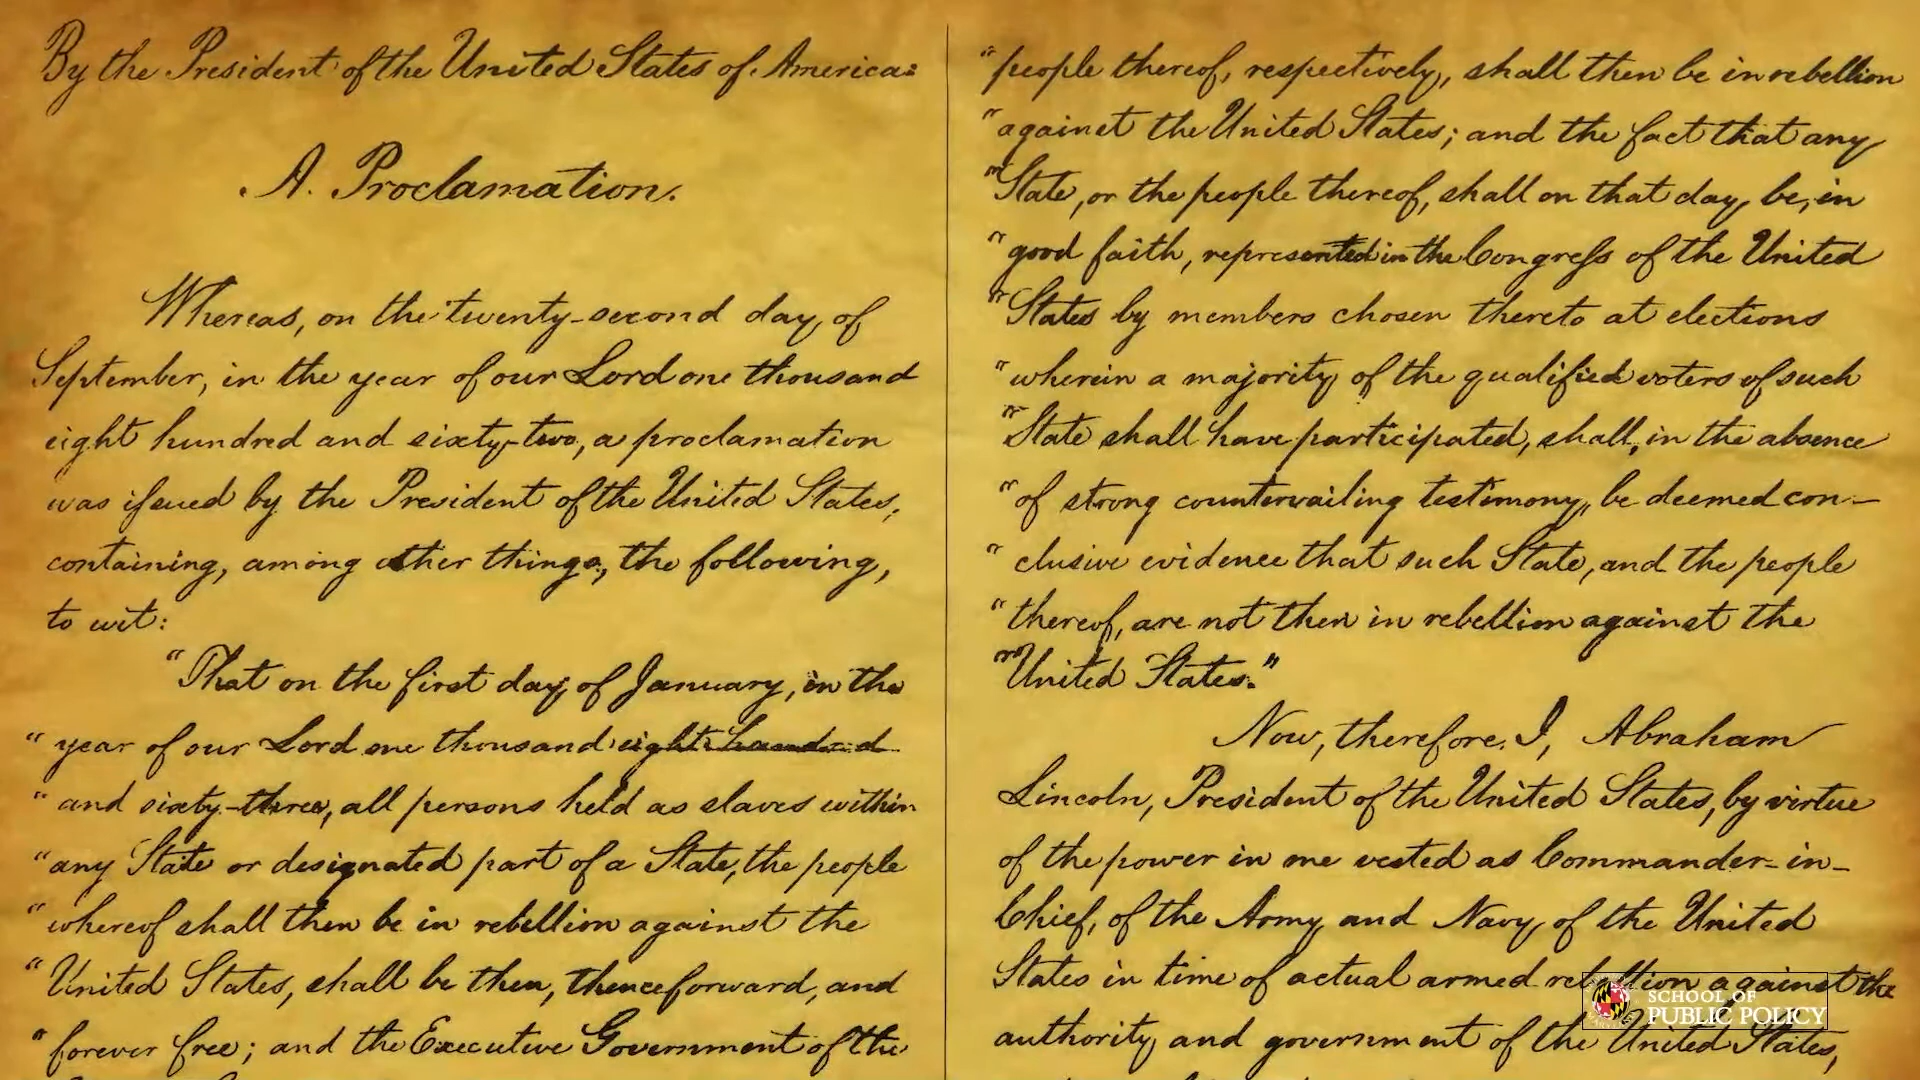 By the President of the United States of America:
A Proclamation.
Whereas, on the twenty-second day of
September, in the year of our Lord one thousand
eight hundred and sixty-two, a proclamation
was issued by the President of the United States,
containing, among other things, the following,
to wit:
"That on the first day of January, in the
"year of our Lord one thousand eight hundred
"and sixty-three, all persons held as slaves within
"any State or designated part of a State, the people
"whereof shall then be in rebellion against the
"United States, shall be then, thenceforward, and
"forever free; and the Executive Government of the
"people thereof, respectively, shall then be in rebellion
"against the United States; and the fact that any
"State, or the people thereof, shall on that day be, in
"good faith, represented in the Congress of the United
"States by members chosen thereto at elections
"wherein a majority of the qualified voters of such
"State shall have participated, shall, in the absence
"of strong countervailing testimony, be deemed con-
"clusive evidence that such State, and the people
"thereof, are not then in rebellion against the
"United States."
Now, therefore I, Abraham
Lincoln, President of the United States, by virtue
of the power in me vested as Commander-in-
Chief, of the Army and Navy of the United
States in time of actual armed rebellion against the
authority and government of the United States,
SCHOOL OF
PUBLIC POLICY